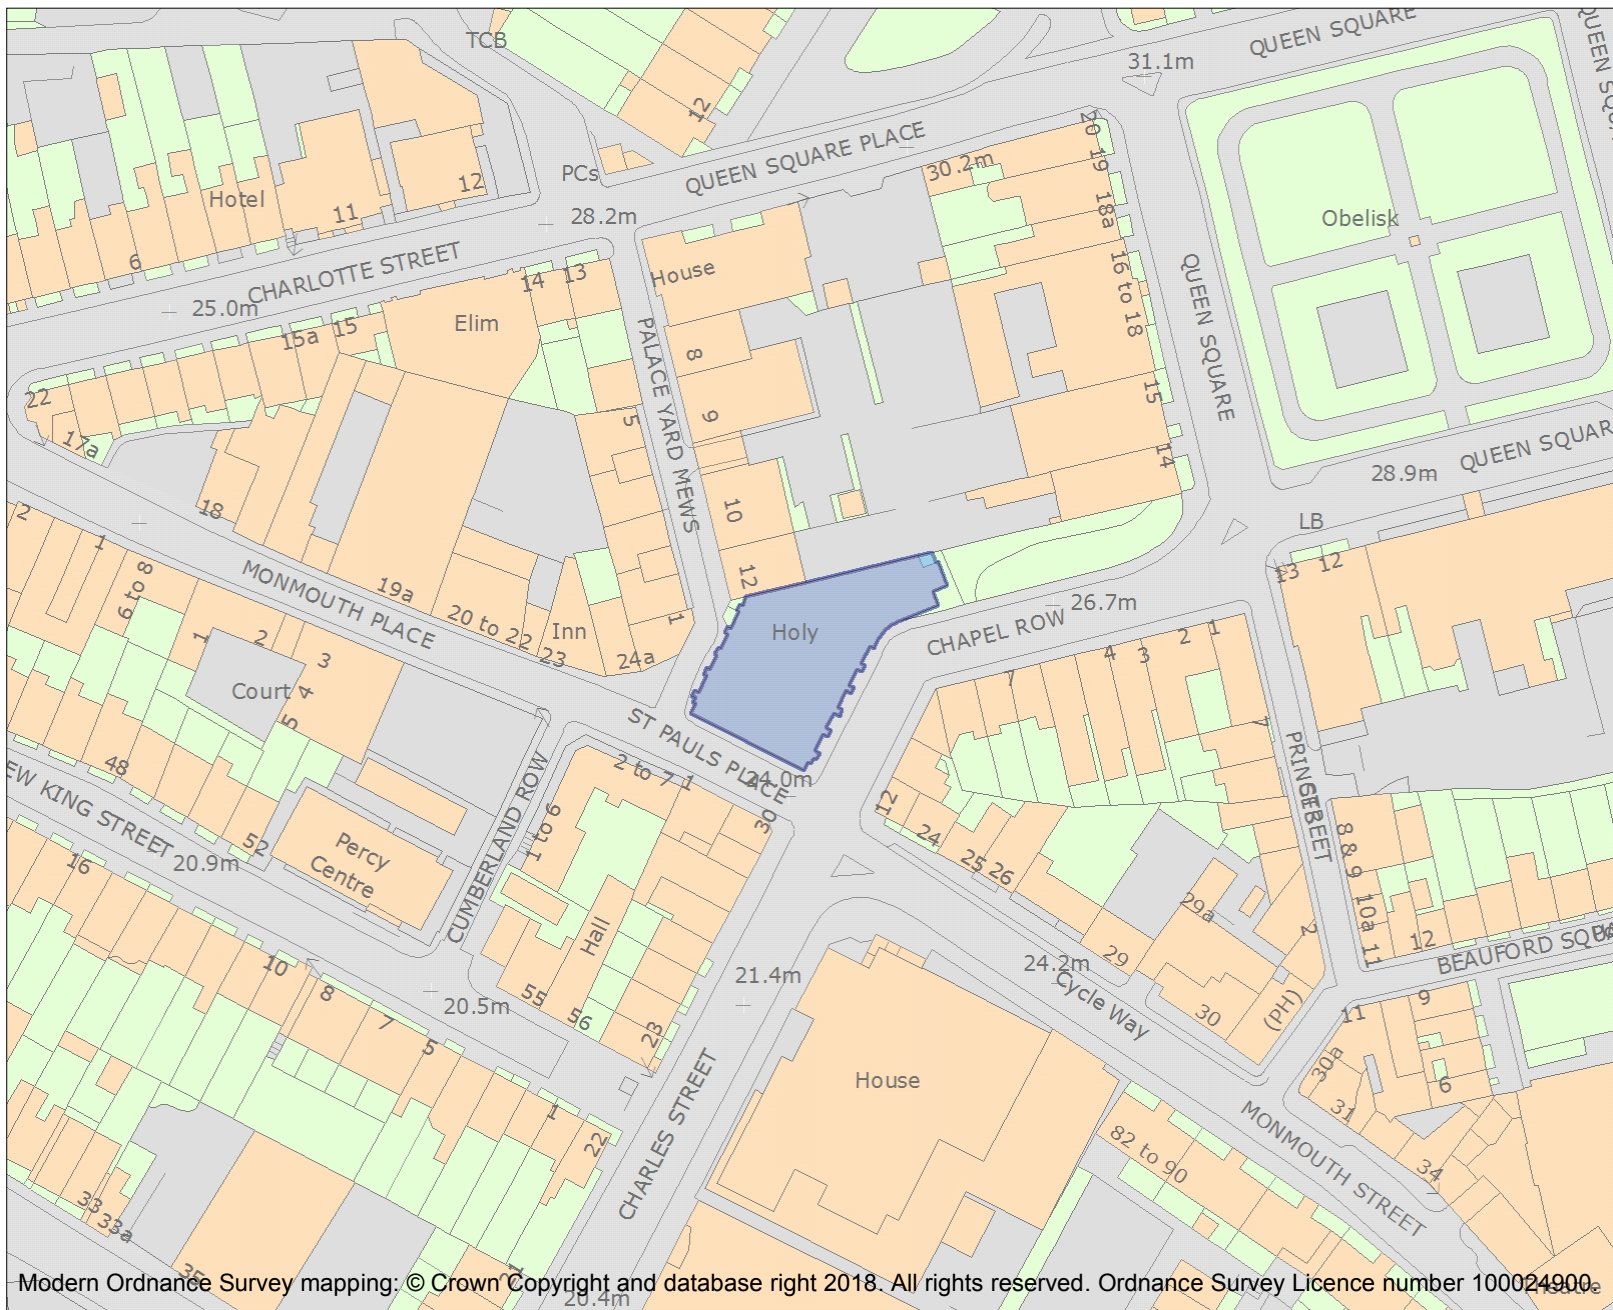 TCB
QUEEN SQUARE
31.1m
12
QUEEN SQUARE PLACE
20
PCs
30.2m
19
Hotel
12
11
28.2m
18a
Obelisk
6
CHARLOTTE STREET
House
16 to 18
QUEEN SQUARE
25.0m
14
13
15a
15
Elim
PALACE YARD MEWS
8
22
17a
5
9
15
14
QUEEN SQUAR
28.9m
18
10
LB
2
1
6 to 8
MONMOUTH PLACE
19a
20 to 22
Inn
23
24a
1
12
Holy
26.7m
CHAPEL ROW
13
12
1
2
3
Court
4
5
7
4
3
2
1
7
ST PAULS PLACE
24.0m
48
2 to 7
1
30
12
24
25
26
PRINCES
STREET
8 & 9
10a
11
12
BEAUFORD SQUA
EW KING STREET
52
20.9m
Percy
Centre
CUMBERLAND ROW
1 to 6
Hall
16
29a
2
10
8
7
5
20.5m
55
56
23
21.4m
24.2m
29
Cycle Way
30
(PH)
11
9
30a
31
6
House
CHARLES STREET
1
22
82 to 90
MONMOUTH STREET
34
33
33a
35
21
20.4m
Theatre
Modern Ordnance Survey mapping: © Crown Copyright and database right 2018. All rights reserved. Ordnance Survey Licence number 100024900.